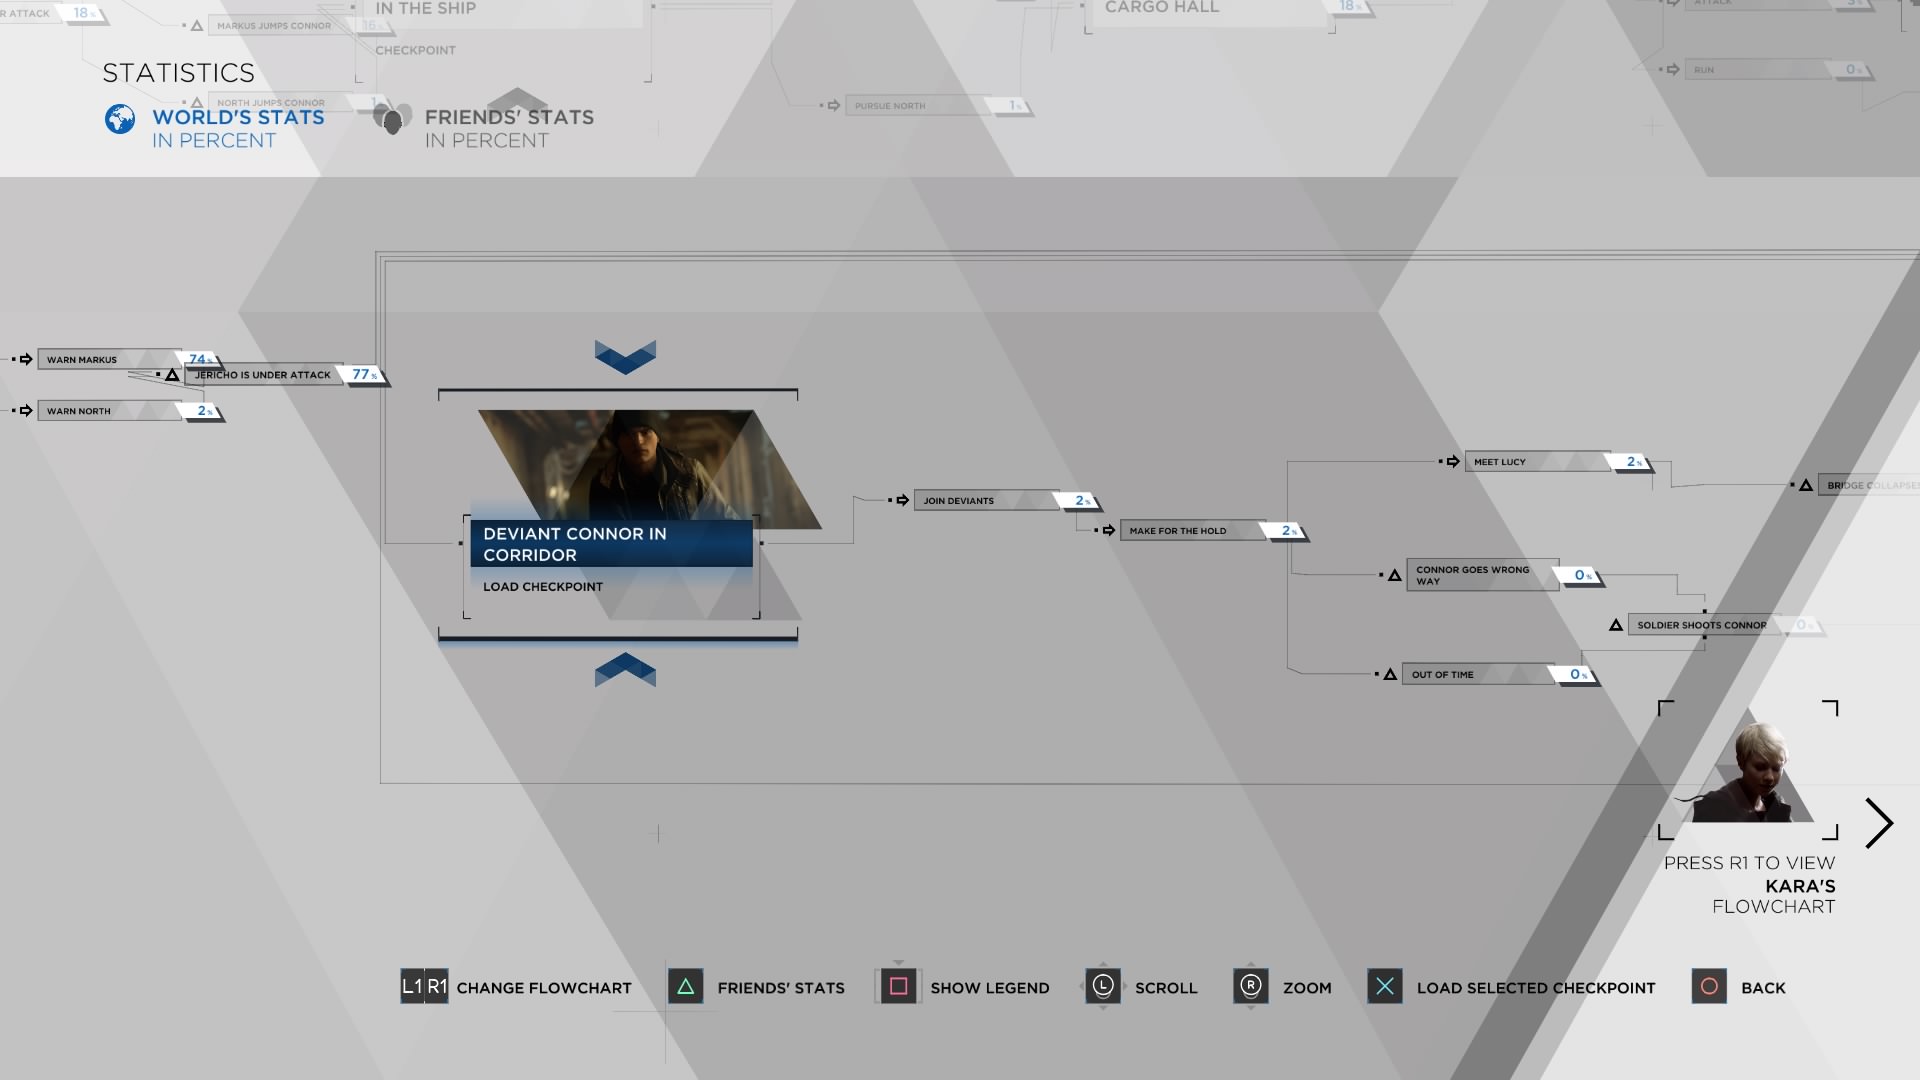 R ATTACK 18%
MARKUS JUMPS CONNOR 16%
IN THE SHIP
CHECKPOINT
CARGO HALL 18%
ATTACK
RUN 0%
STATISTICS
NORTH JUMPS CONNOR 1
PURSUE NORTH 1%
WORLD'S STATS
IN PERCENT
FRIENDS' STATS
IN PERCENT
WARN MARKUS 74%
JERICHO IS UNDER ATTACK 77%
WARN NORTH 2%
DEVIANT CONNOR IN
CORRIDOR
LOAD CHECKPOINT
JOIN DEVIANTS 2%
MAKE FOR THE HOLD 2%
MEET LUCY 2%
BRIDGE COLLAPSES
CONNOR GOES WRONG
WAY 0%
SOLDIER SHOOTS CONNOR 0%
OUT OF TIME 0%
PRESS R1 TO VIEW
KARA'S
FLOWCHART
L1 R1 CHANGE FLOWCHART
FRIENDS' STATS
SHOW LEGEND
L SCROLL
R ZOOM
LOAD SELECTED CHECKPOINT
BACK